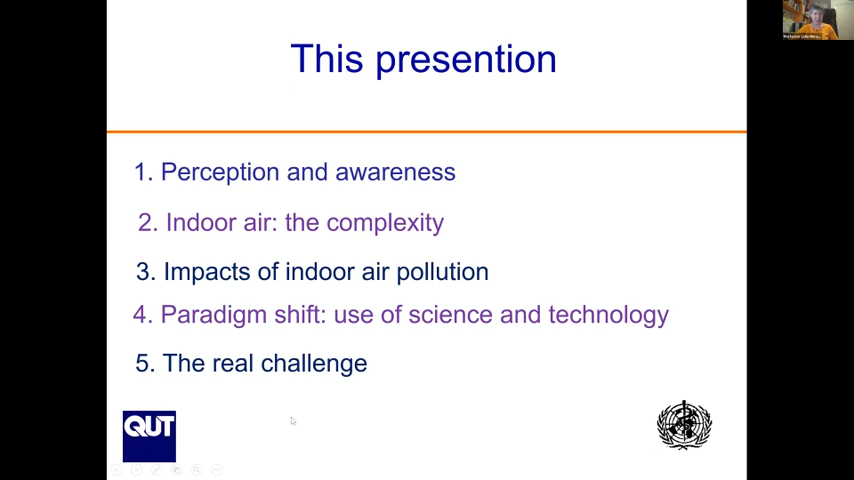 This presention
1. Perception and awareness
2. Indoor air: the complexity
3. Impacts of indoor air pollution
4. Paradigm shift: use of science and technology
5. The real challenge
QUT